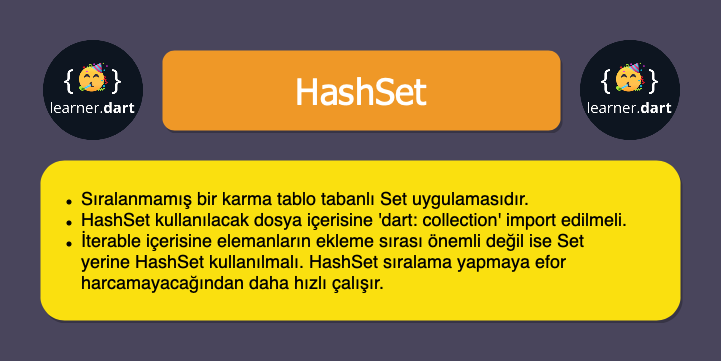 {🥳}
learner.dart
HashSet
{🥳}
learner.dart
• Sıralanmamış bir karma tablo tabanlı Set uygulamasıdır.
• HashSet kullanılacak dosya içerisine 'dart: collection' import edilmeli.
• İterable içerisine elemanların ekleme sırası önemli değil ise Set
yerine HashSet kullanılmalı. HashSet sıralama yapmaya efor
harcamayacağından daha hızlı çalışır.